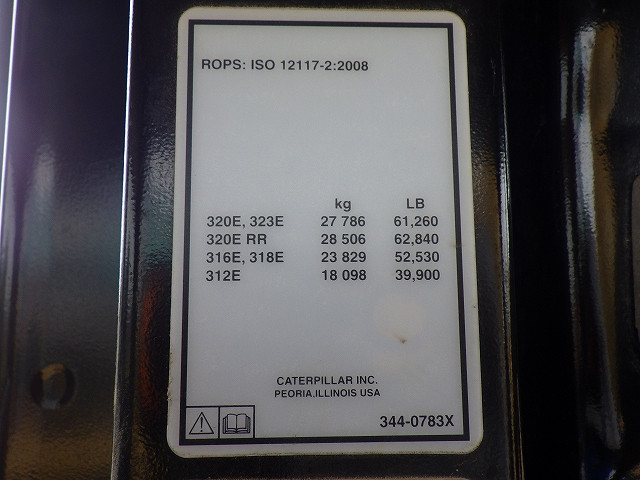 ROPS: ISO 12117-2:2008
kg LB
320E, 323E 27 786 61,260
320E RR 28 506 62,840
316E, 318E 23 829 52,530
312E 18 098 39,900
CATERPILLAR INC.
PEORIA.ILLINOIS USA
344-0783X